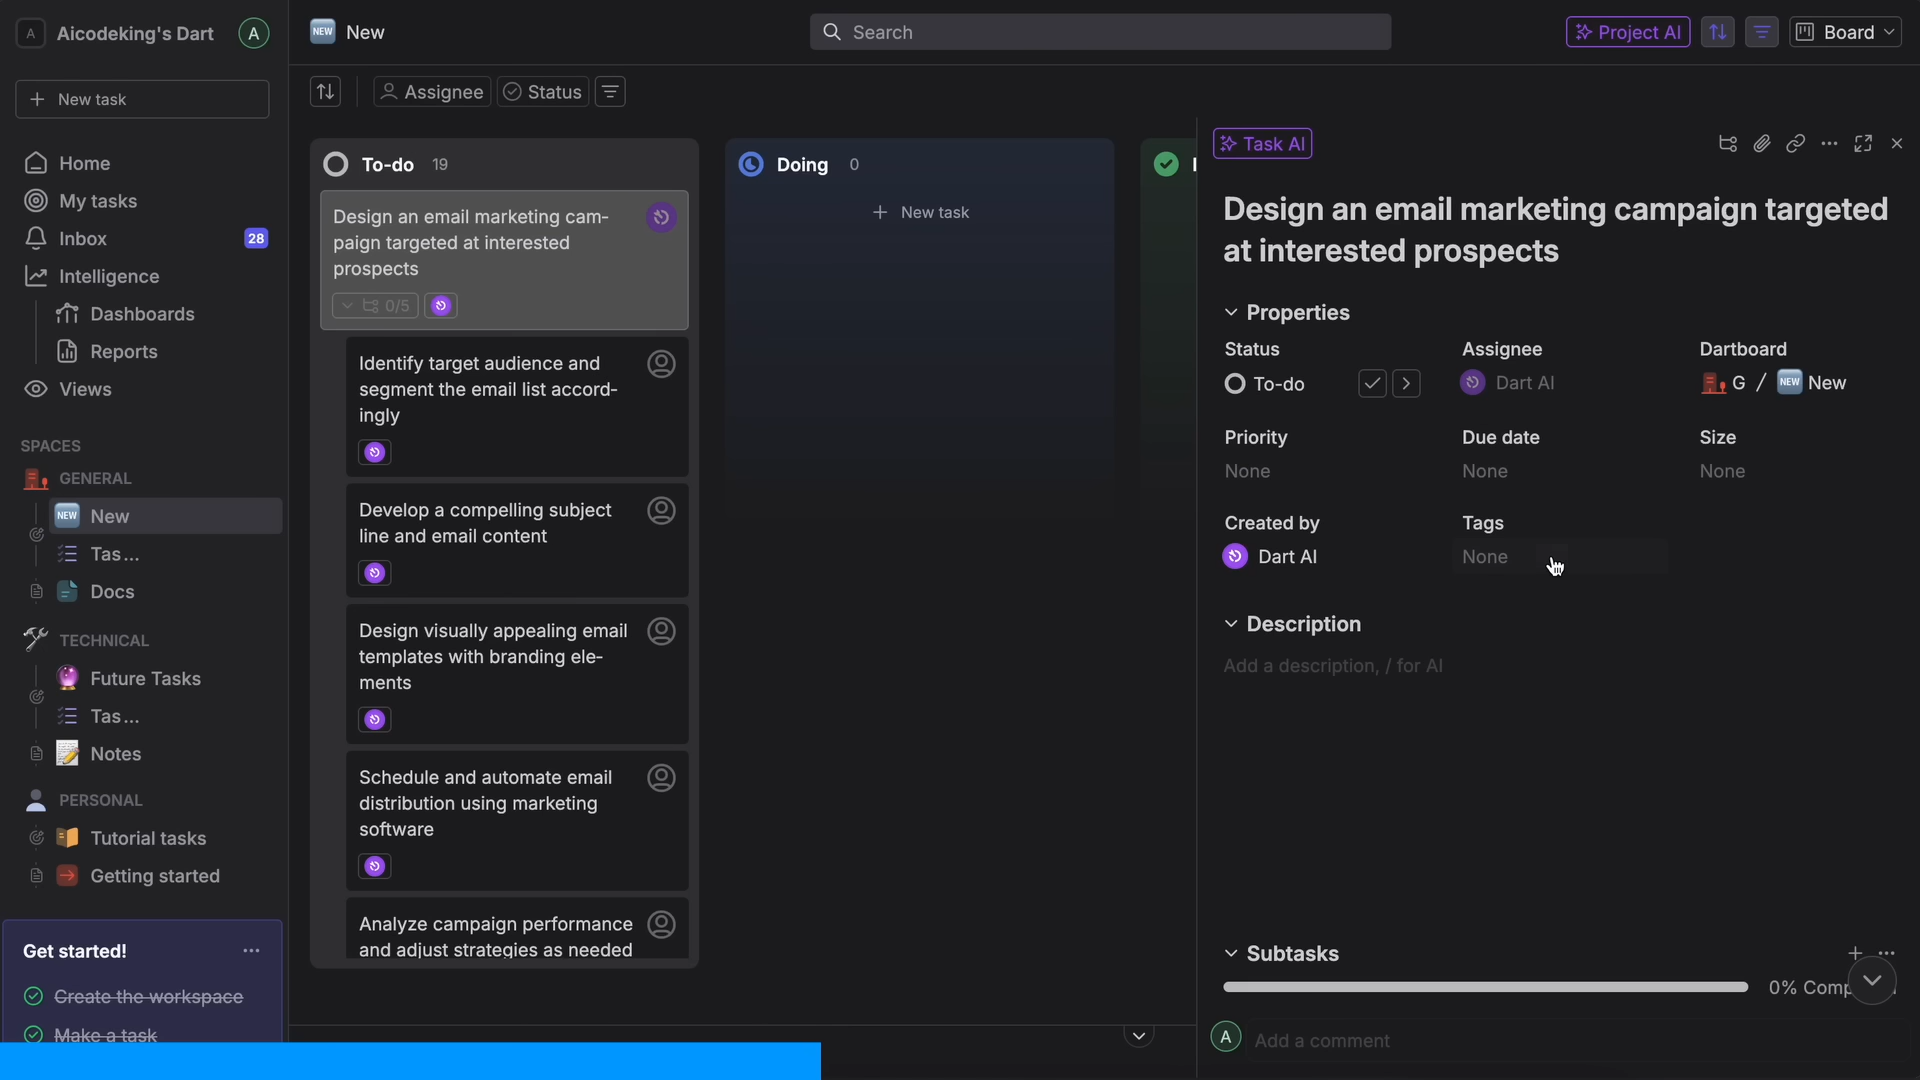 A
Aicodeking's Dart
A
New task
Home
My tasks
Inbox
28
Intelligence
Dashboards
Reports
Views
SPACES
GENERAL
NEW
New
Tas...
Docs
TECHNICAL
Future Tasks
Tas...
Notes
PERSONAL
Tutorial tasks
Getting started
Get started!
Create the workspace
Make a task
NEW
New
Search
Project AI
Board
Assignee
Status
To-do
19
Design an email marketing cam-
paign targeted at interested
prospects
0/5
Identify target audience and
segment the email list accord-
ingly
Develop a compelling subject
line and email content
Design visually appealing email
templates with branding ele-
ments
Schedule and automate email
distribution using marketing
software
Analyze campaign performance
and adjust strategies as needed
Doing
0
New task
Task AI
Design an email marketing campaign targeted
at interested prospects
Properties
Status
Assignee
Dartboard
To-do
Dart AI
G / NEW New
Priority
Due date
Size
None
None
None
Created by
Tags
Dart AI
None
Description
Add a description, / for AI
Subtasks
0% Comp
A
Add a comment